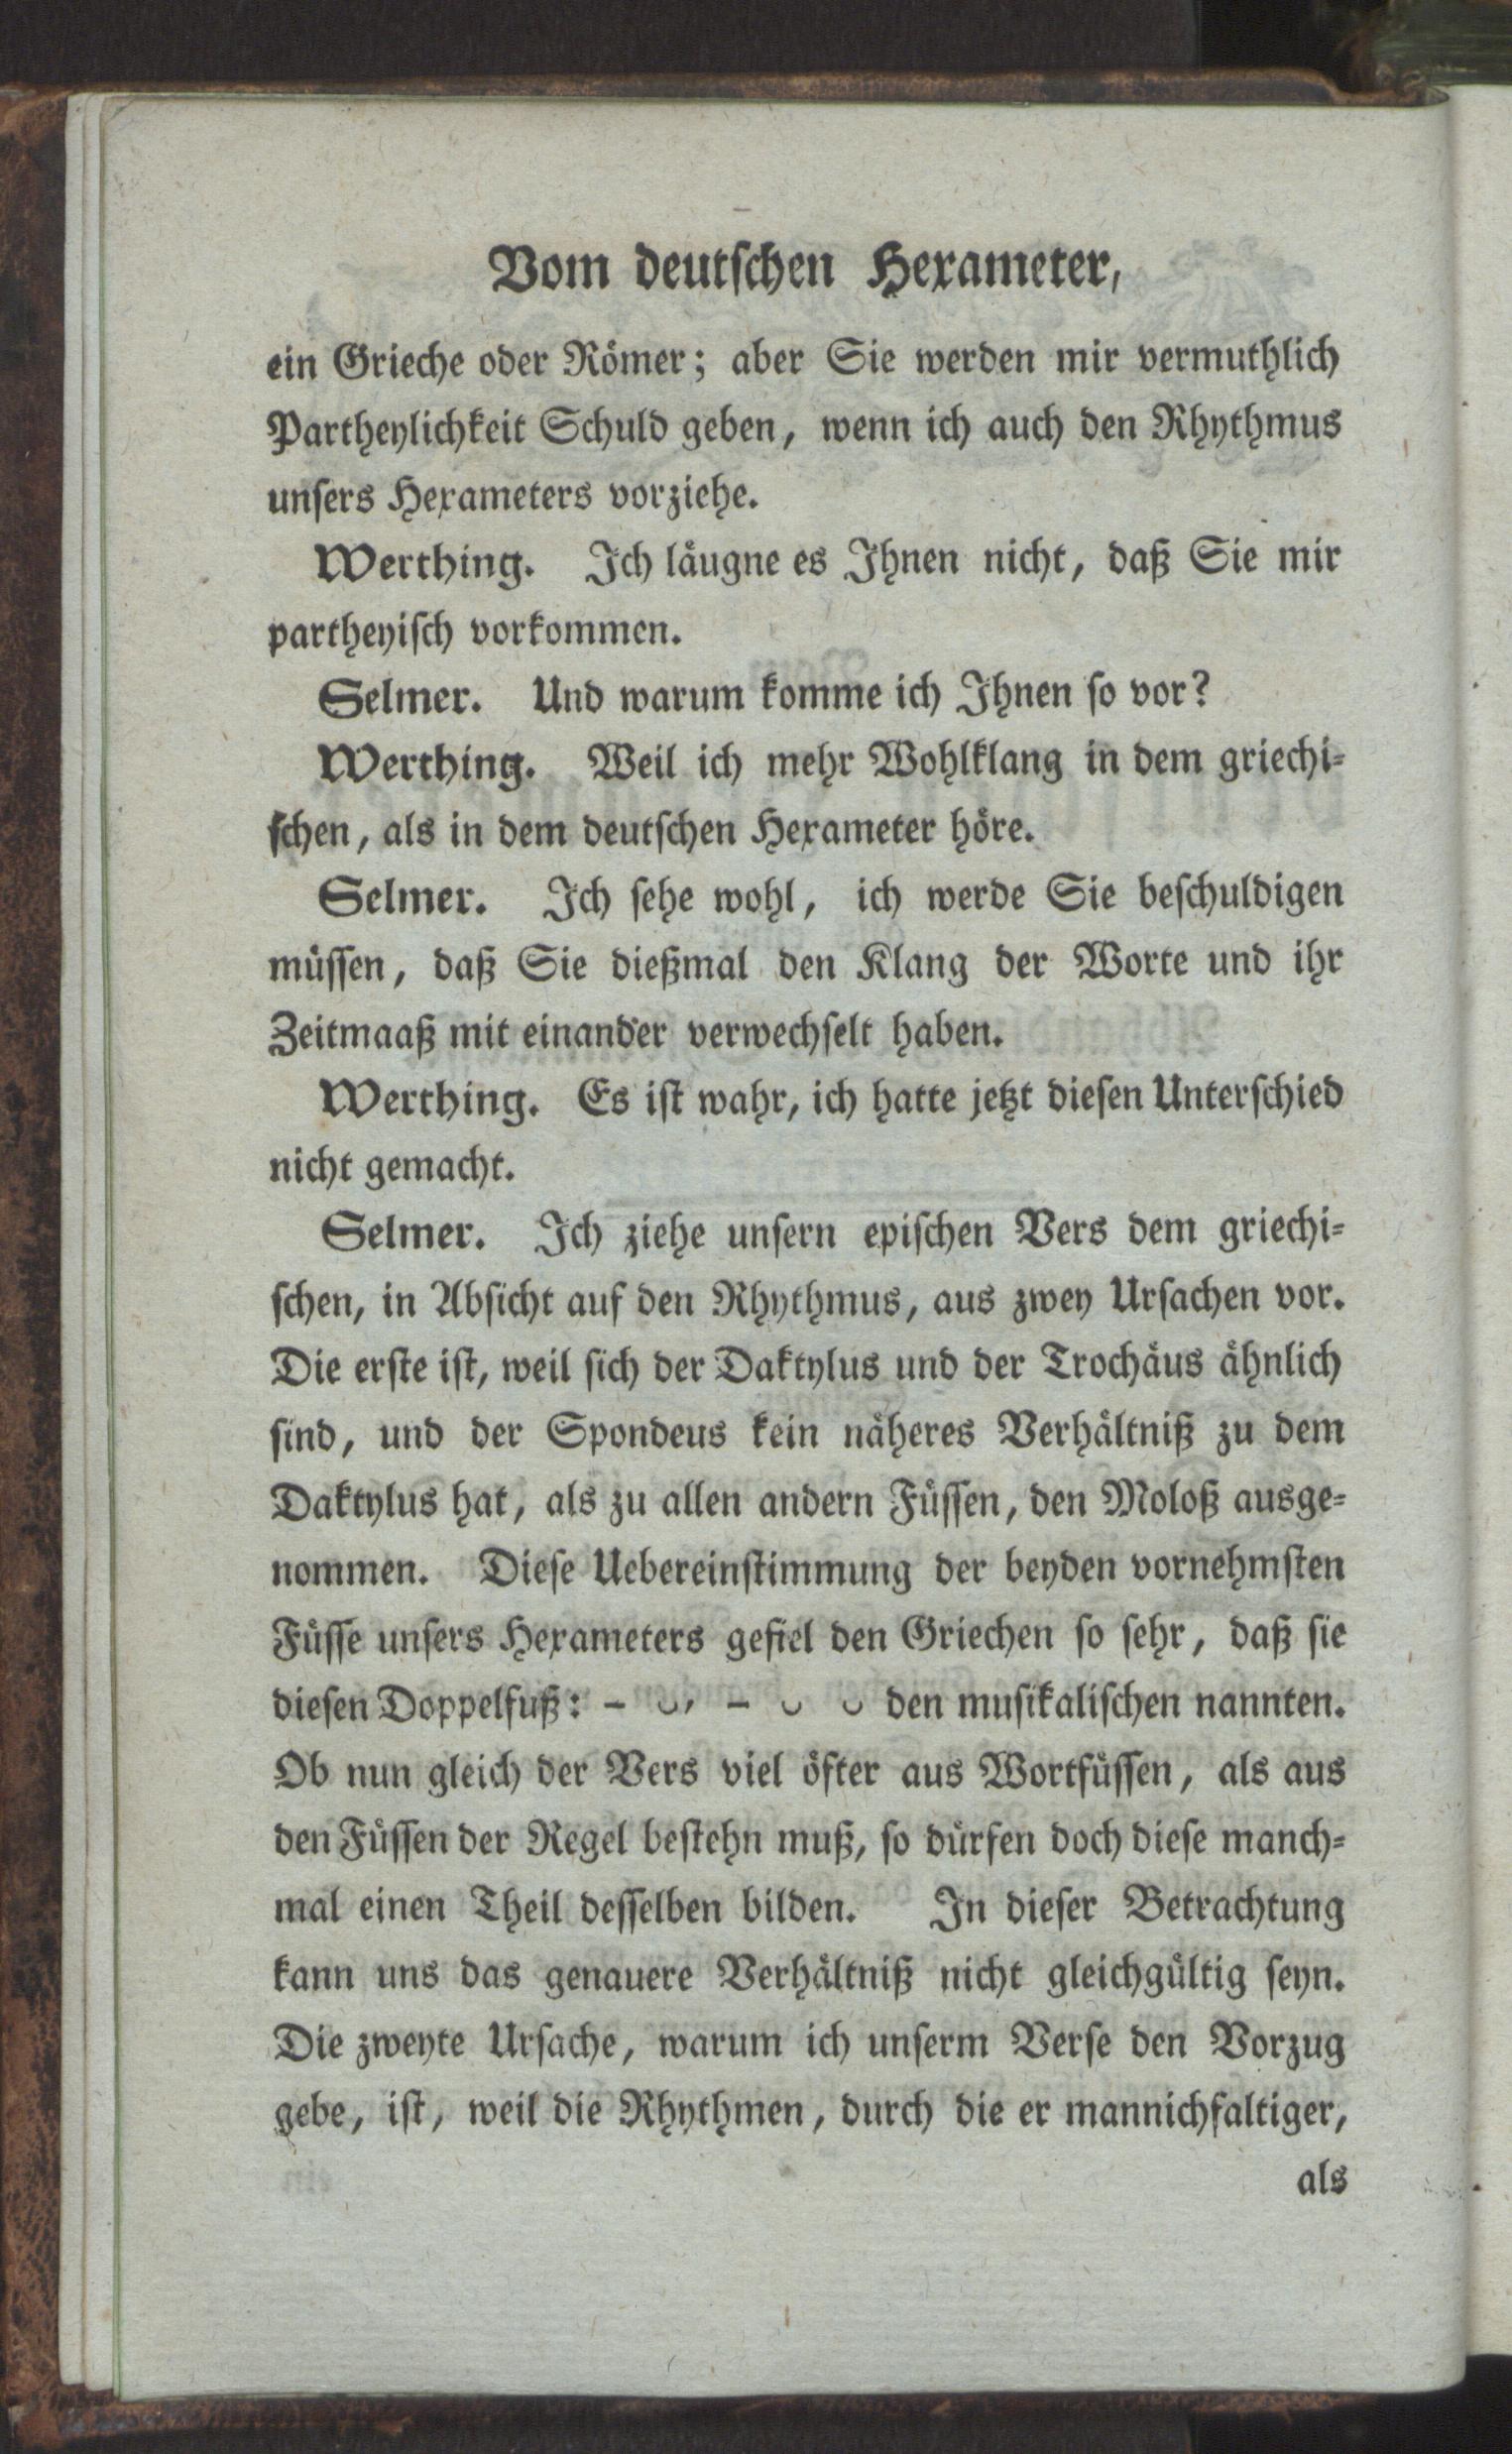 Vom deutschen Hexameter,
ein Grieche oder Römer; aber Sie werden mir vermuthlich
Partheylichkeit Schuld geben, wenn ich auch den Rhythmus
unsers Hexameters vorziehe.
Werthing. Ich läugne es Ihnen nicht, daß Sie mir
partheyisch vorkommen.
Selmer. Und warum komme ich Ihnen so vor?
Werthing. Weil ich mehr Wohlklang in dem griechi-
schen, als in dem deutschen Hexameter höre.
Selmer. Ich sehe wohl, ich werde Sie beschuldigen
müssen, daß Sie dießmal den Klang der Worte und ihr
Zeitmaaß mit einander verwechselt haben.
Werthing. Es ist wahr, ich hatte jetzt diesen Unterschied
nicht gemacht.
Selmer. Ich ziehe unsern epischen Vers dem griechi-
schen, in Absicht auf den Rhythmus, aus zwey Ursachen vor.
Die erste ist, weil sich der Daktylus und der Trochäus ähnlich
sind, und der Spondeus kein näheres Verhältniß zu dem
Daktylus hat, als zu allen andern Füssen, den Moloß ausge-
nommen. Diese Uebereinstimmung der beyden vornehmsten
Füsse unsers Hexameters gefiel den Griechen so sehr, daß sie
diesen Doppelfuß: – ◡, – ◡ ◡ den musikalischen nannten.
Ob nun gleich der Vers viel öfter aus Wortfüssen, als aus
den Füssen der Regel bestehn muß, so dürfen doch diese manch-
mal einen Theil desselben bilden. In dieser Betrachtung
kann uns das genauere Verhältniß nicht gleichgültig seyn.
Die zweyte Ursache, warum ich unserm Verse den Vorzug
gebe, ist, weil die Rhythmen, durch die er mannichfaltiger,
als